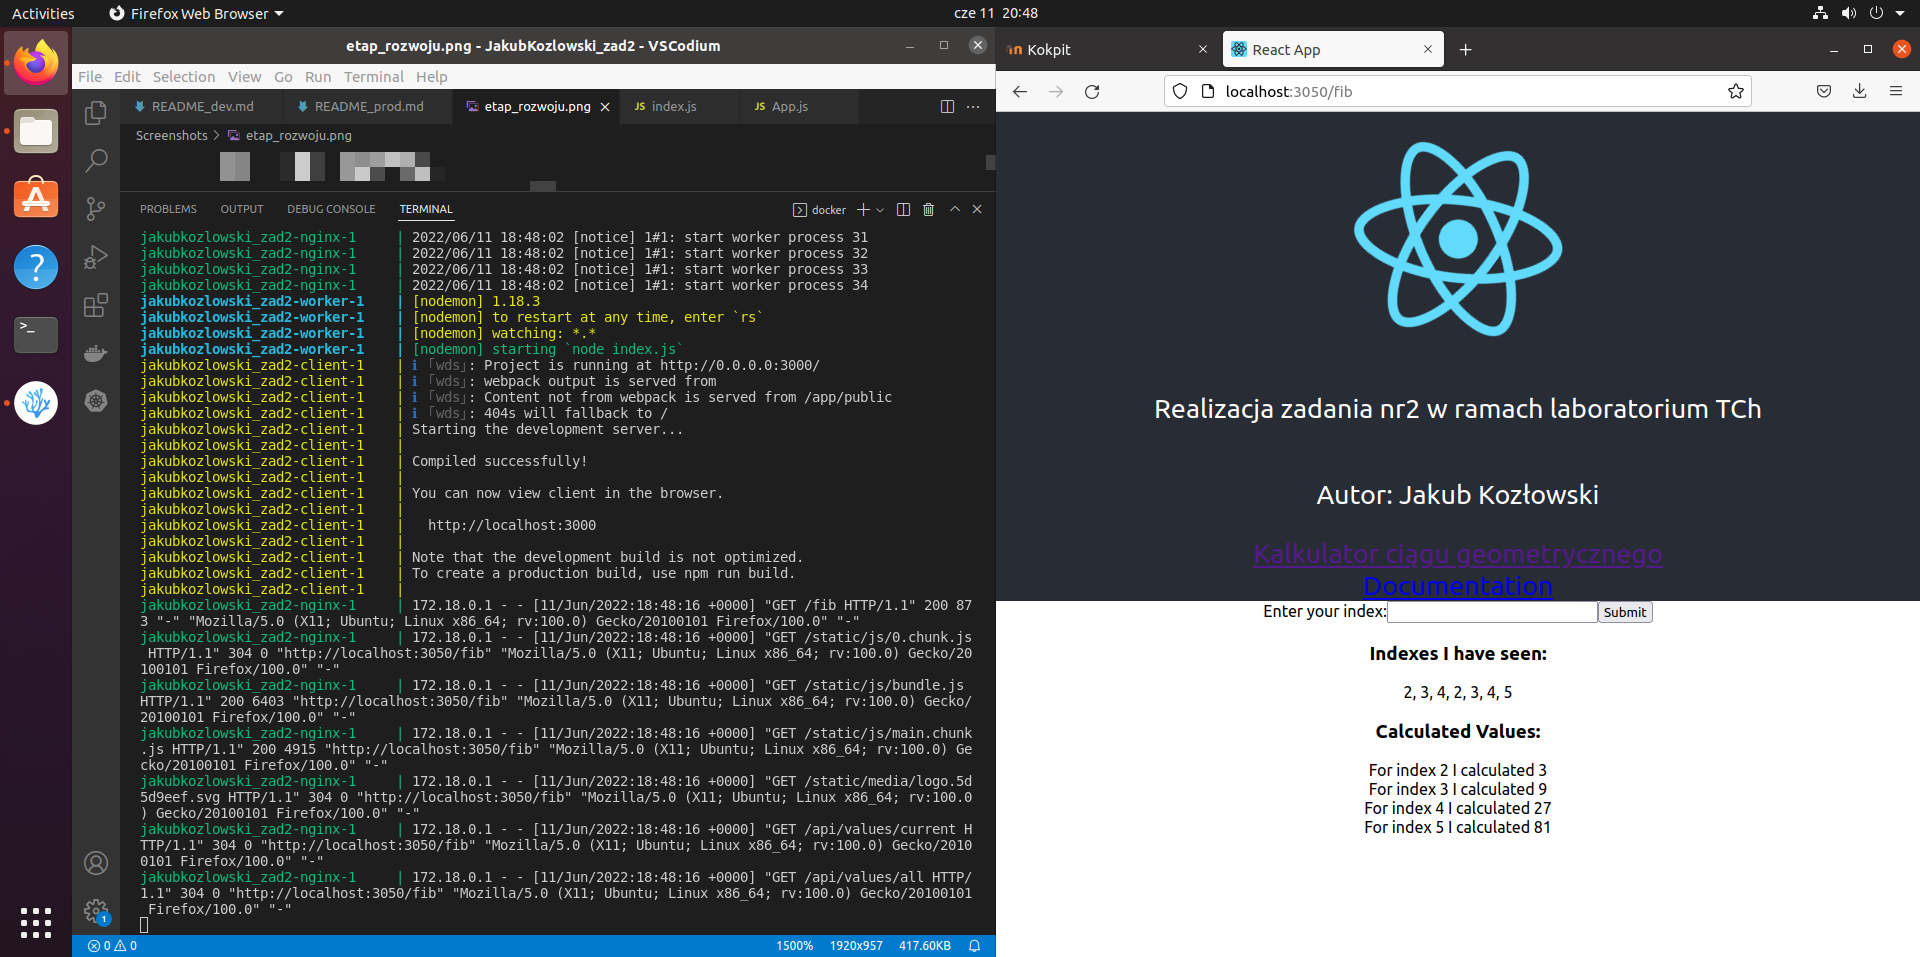 Activities
Firefox Web Browser
cze 11 20:48
etap_rozwoju.png - JakubKozlowski_zad2 - VSCodium
File Edit Selection View Go Run Terminal Help
README_dev.md
README_prod.md
etap_rozwoju.png
JS index.js
JS App.js
Screenshots > etap_rozwoju.png
PROBLEMS OUTPUT DEBUG CONSOLE TERMINAL
docker
jakubkozlowski_zad2-nginx-1 | 2022/06/11 18:48:02 [notice] 1#1: start worker process 31
jakubkozlowski_zad2-nginx-1 | 2022/06/11 18:48:02 [notice] 1#1: start worker process 32
jakubkozlowski_zad2-nginx-1 | 2022/06/11 18:48:02 [notice] 1#1: start worker process 33
jakubkozlowski_zad2-nginx-1 | 2022/06/11 18:48:02 [notice] 1#1: start worker process 34
jakubkozlowski_zad2-worker-1 | [nodemon] 1.18.3
jakubkozlowski_zad2-worker-1 | [nodemon] to restart at any time, enter `rs`
jakubkozlowski_zad2-worker-1 | [nodemon] watching: *.*
jakubkozlowski_zad2-worker-1 | [nodemon] starting `node index.js`
jakubkozlowski_zad2-client-1 | ℹ ｢wds｣: Project is running at http://0.0.0.0:3000/
jakubkozlowski_zad2-client-1 | ℹ ｢wds｣: webpack output is served from
jakubkozlowski_zad2-client-1 | ℹ ｢wds｣: Content not from webpack is served from /app/public
jakubkozlowski_zad2-client-1 | ℹ ｢wds｣: 404s will fallback to /
jakubkozlowski_zad2-client-1 | Starting the development server...
jakubkozlowski_zad2-client-1 |
jakubkozlowski_zad2-client-1 | Compiled successfully!
jakubkozlowski_zad2-client-1 |
jakubkozlowski_zad2-client-1 | You can now view client in the browser.
jakubkozlowski_zad2-client-1 |
jakubkozlowski_zad2-client-1 | http://localhost:3000
jakubkozlowski_zad2-client-1 |
jakubkozlowski_zad2-client-1 | Note that the development build is not optimized.
jakubkozlowski_zad2-client-1 | To create a production build, use npm run build.
jakubkozlowski_zad2-client-1 |
jakubkozlowski_zad2-nginx-1 | 172.18.0.1 - - [11/Jun/2022:18:48:16 +0000] "GET /fib HTTP/1.1" 200 87
3 "-" "Mozilla/5.0 (X11; Ubuntu; Linux x86_64; rv:100.0) Gecko/20100101 Firefox/100.0" "-"
jakubkozlowski_zad2-nginx-1 | 172.18.0.1 - - [11/Jun/2022:18:48:16 +0000] "GET /static/js/0.chunk.js
HTTP/1.1" 304 0 "http://localhost:3050/fib" "Mozilla/5.0 (X11; Ubuntu; Linux x86_64; rv:100.0) Gecko/20
100101 Firefox/100.0" "-"
jakubkozlowski_zad2-nginx-1 | 172.18.0.1 - - [11/Jun/2022:18:48:16 +0000] "GET /static/js/bundle.js
HTTP/1.1" 200 6403 "http://localhost:3050/fib" "Mozilla/5.0 (X11; Ubuntu; Linux x86_64; rv:100.0) Gecko/
20100101 Firefox/100.0" "-"
jakubkozlowski_zad2-nginx-1 | 172.18.0.1 - - [11/Jun/2022:18:48:16 +0000] "GET /static/js/main.chunk
.js HTTP/1.1" 200 4915 "http://localhost:3050/fib" "Mozilla/5.0 (X11; Ubuntu; Linux x86_64; rv:100.0) Ge
cko/20100101 Firefox/100.0" "-"
jakubkozlowski_zad2-nginx-1 | 172.18.0.1 - - [11/Jun/2022:18:48:16 +0000] "GET /static/media/logo.5d
5d9eef.svg HTTP/1.1" 304 0 "http://localhost:3050/fib" "Mozilla/5.0 (X11; Ubuntu; Linux x86_64; rv:100.0
) Gecko/20100101 Firefox/100.0" "-"
jakubkozlowski_zad2-nginx-1 | 172.18.0.1 - - [11/Jun/2022:18:48:16 +0000] "GET /api/values/current H
TTP/1.1" 304 0 "http://localhost:3050/fib" "Mozilla/5.0 (X11; Ubuntu; Linux x86_64; rv:100.0) Gecko/2010
0101 Firefox/100.0" "-"
jakubkozlowski_zad2-nginx-1 | 172.18.0.1 - - [11/Jun/2022:18:48:16 +0000] "GET /api/values/all HTTP/
1.1" 304 0 "http://localhost:3050/fib" "Mozilla/5.0 (X11; Ubuntu; Linux x86_64; rv:100.0) Gecko/20100101
Firefox/100.0" "-"
1
0 0
1500% 1920x957 417.60KB
Kokpit
React App
localhost:3050/fib
Realizacja zadania nr2 w ramach laboratorium TCh
Autor: Jakub Kozłowski
Kalkulator ciągu geometrycznego
Documentation
Enter your index: Submit
Indexes I have seen:
2, 3, 4, 2, 3, 4, 5
Calculated Values:
For index 2 I calculated 3
For index 3 I calculated 9
For index 4 I calculated 27
For index 5 I calculated 81